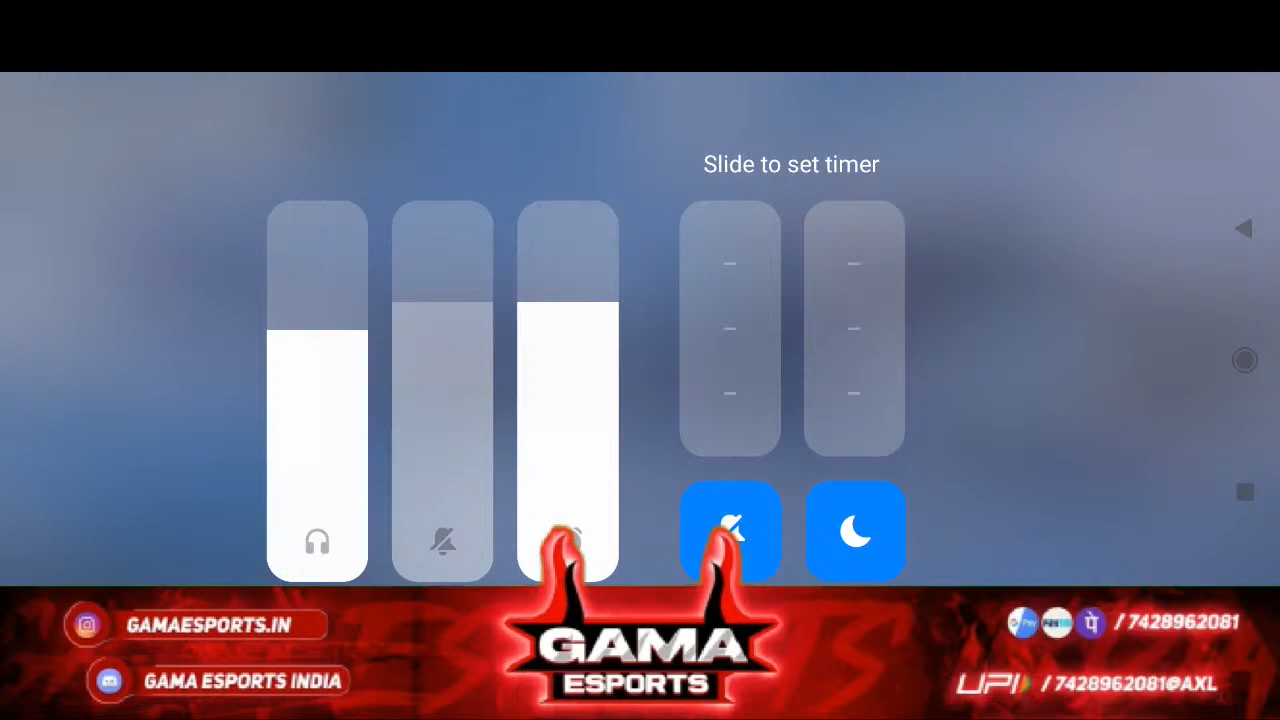 Slide to set timer
GAMAESPORTS.IN
GAMA ESPORTS INDIA
GAMA
ESPORTS
/ 7428962081
UPI / 7428962081@AXL